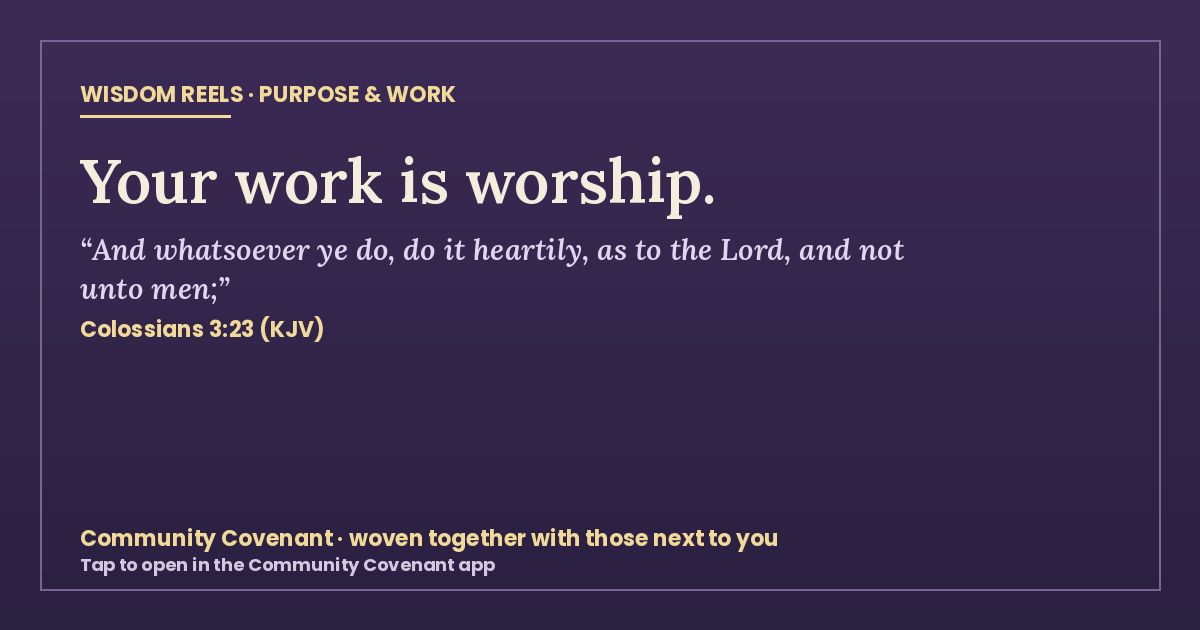 WISDOM REELS · PURPOSE & WORK
Your work is worship.
“And whatsoever ye do, do it heartily, as to the Lord, and not
unto men;”
Colossians 3:23 (KJV)
Community Covenant · woven together with those next to you
Tap to open in the Community Covenant app